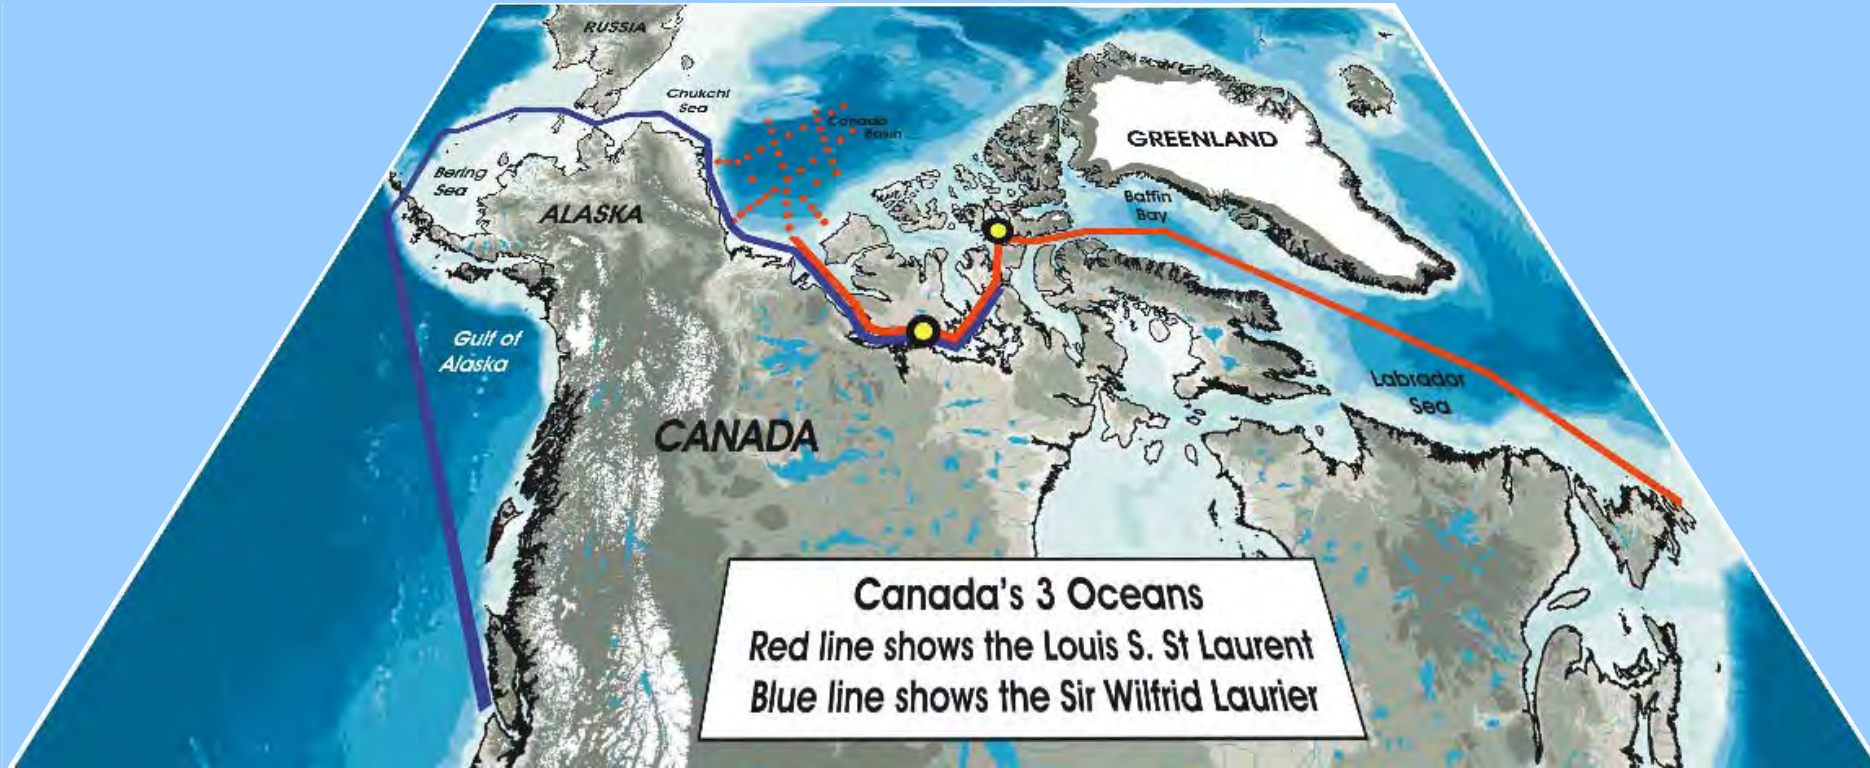 RUSSIA
Chukchi
Sea
Canada
Basin
GREENLAND
Bering
Sea
ALASKA
Baffin
Bay
Gulf of
Alaska
Labrador
Sea
CANADA
Canada's 3 Oceans
Red line shows the Louis S. St Laurent
Blue line shows the Sir Wilfrid Laurier